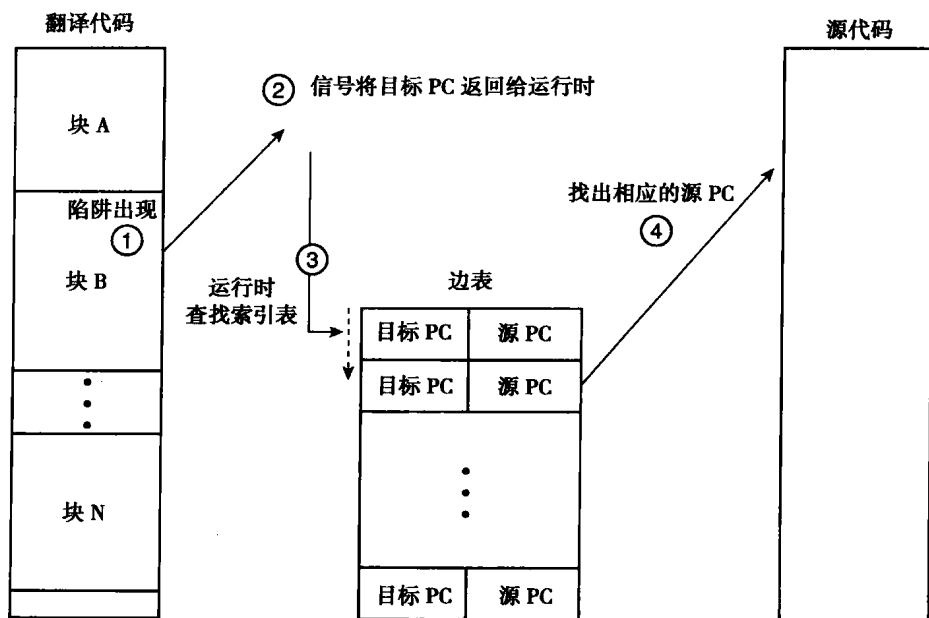 翻译代码
源代码
② 信号将目标 PC 返回给运行时
块 A
陷阱出现
①
块 B
找出相应的源 PC
④
③
运行时
查找索引表
边表
目标 PC 源 PC
目标 PC 源 PC
块 N
目标 PC 源 PC